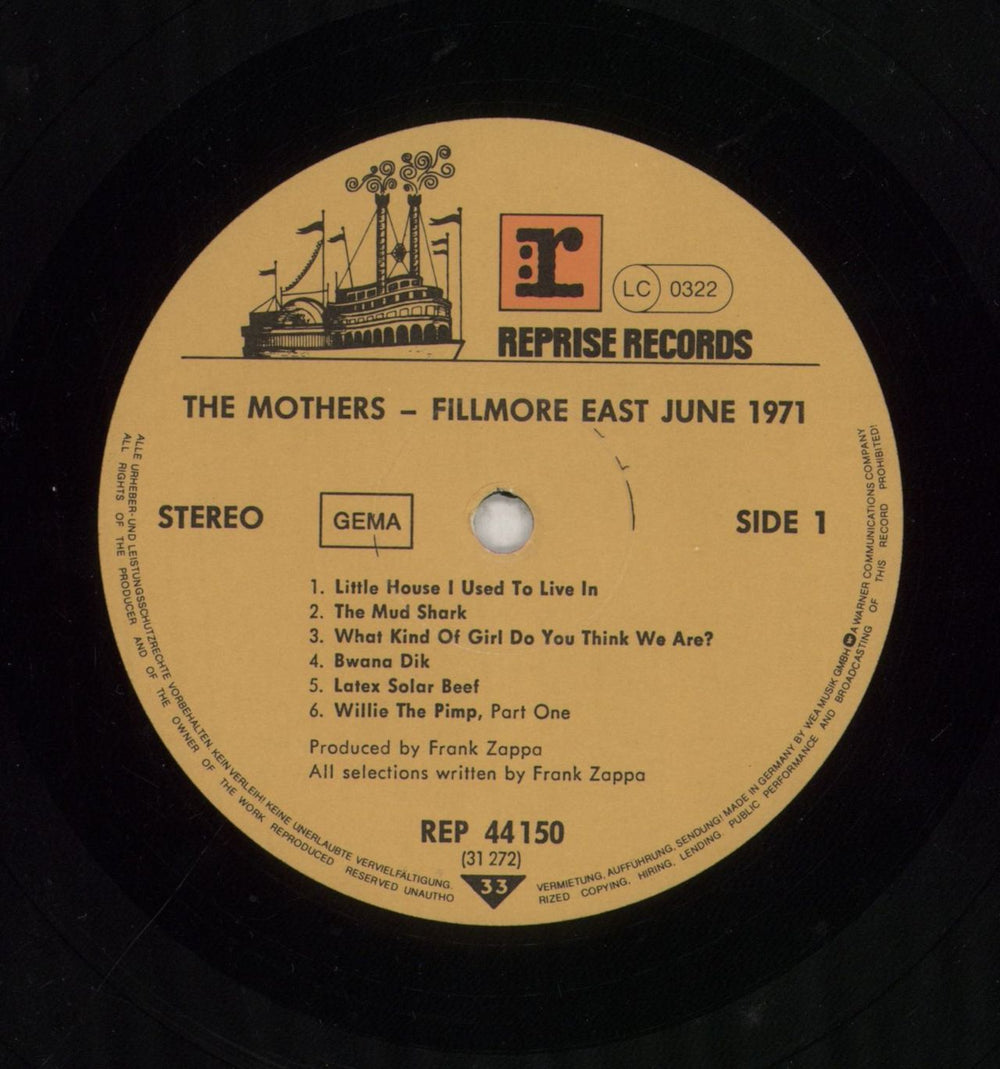 r
LC 0322
REPRISE RECORDS
THE MOTHERS – FILLMORE EAST JUNE 1971
STEREO
GEMA
SIDE 1
1. Little House I Used To Live In
2. The Mud Shark
3. What Kind Of Girl Do You Think We Are?
4. Bwana Dik
5. Latex Solar Beef
6. Willie The Pimp, Part One
Produced by Frank Zappa
All selections written by Frank Zappa
REP 44150
(31 272)
33
ALLE URHEBER- UND LEISTUNGSSCHUTZRECHTE VORBEHALTEN KEIN VERLEIH! KEINE UNERLAUBTE VERVIELFÄLTIGUNG. VERMIETUNG, AUFFÜHRUNG, SENDUNG! MADE IN GERMANY BY WEA MUSIK GMBH A WARNER COMMUNICATIONS COMPANY
ALL RIGHTS OF THE PRODUCER AND OF THE OWNER OF THE WORK REPRODUCED RESERVED UNAUTHORIZED COPYING, HIRING, LENDING, PUBLIC PERFORMANCE AND BROADCASTING OF THIS RECORD PROHIBITED!